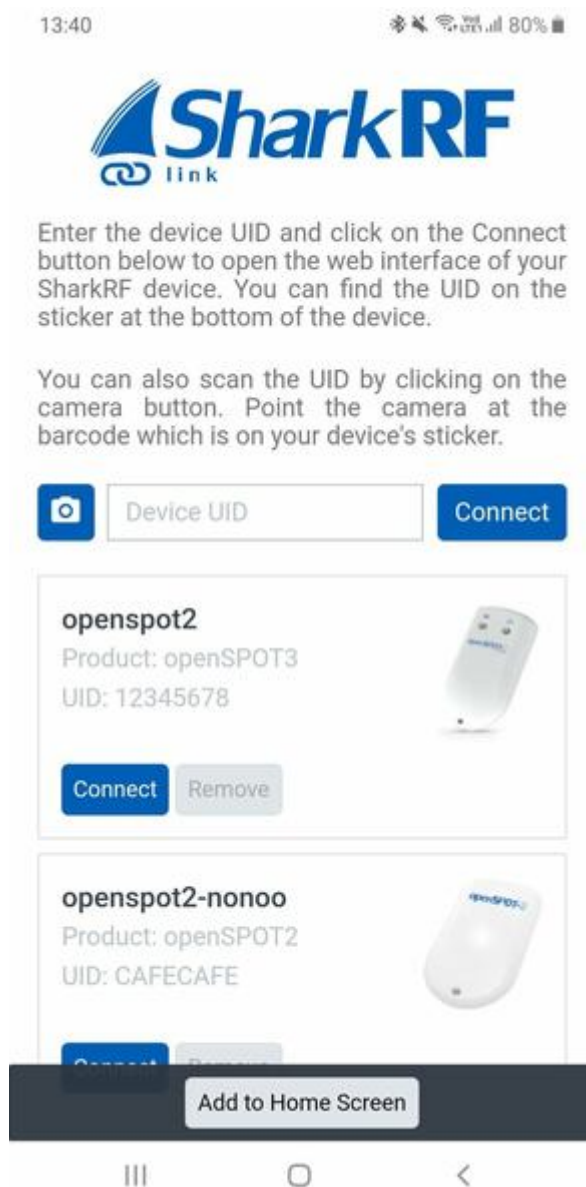 13:40
80%
SharkRF
link
Enter the device UID and click on the Connect
button below to open the web interface of your
SharkRF device. You can find the UID on the
sticker at the bottom of the device.
You can also scan the UID by clicking on the
camera button. Point the camera at the
barcode which is on your device's sticker.
Device UID
Connect
openspot2
Product: openSPOT3
UID: 12345678
Connect Remove
openspot2-nonoo
Product: openSPOT2
UID: CAFECAFE
Connect Remove
Add to Home Screen